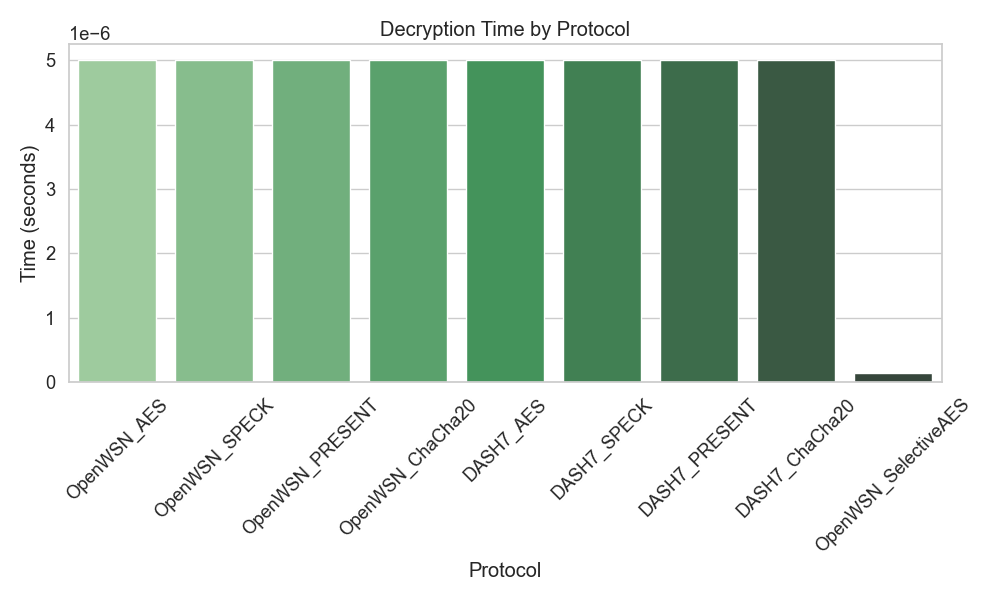 Decryption Time by Protocol
1e−6
5
4
3
2
1
0
Time (seconds)
OpenWSN_AES
OpenWSN_SPECK
OpenWSN_PRESENT
OpenWSN_ChaCha20
DASH7_AES
DASH7_SPECK
DASH7_PRESENT
DASH7_ChaCha20
OpenWSN_SelectiveAES
Protocol